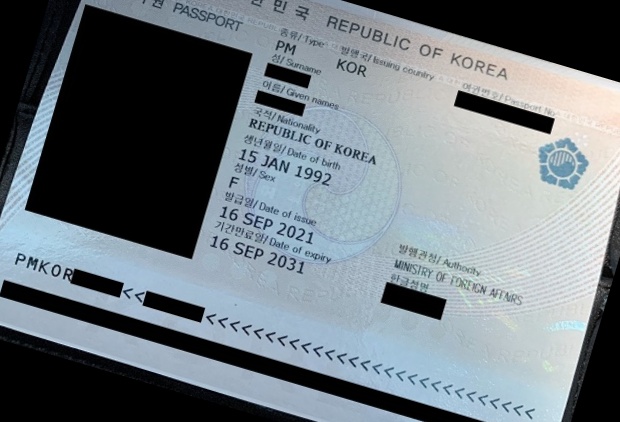 한 민 국 REPUBLIC OF KOREA
여권 PASSPORT
종류/ Type 발행국/ Issuing country 여권번호/ Passport No.
PM KOR
성/ Surname
이름/ Given names
국적/ Nationality
REPUBLIC OF KOREA
생년월일/ Date of birth
15 JAN 1992
성별/ Sex
F
발급일/ Date of issue
16 SEP 2021
기간만료일/ Date of expiry
16 SEP 2031
발행관청/ Authority
MINISTRY OF FOREIGN AFFAIRS
한글성명
PMKOR
<<
<<<<<<<<<<<<<<<<<<<<<<<<<<<<